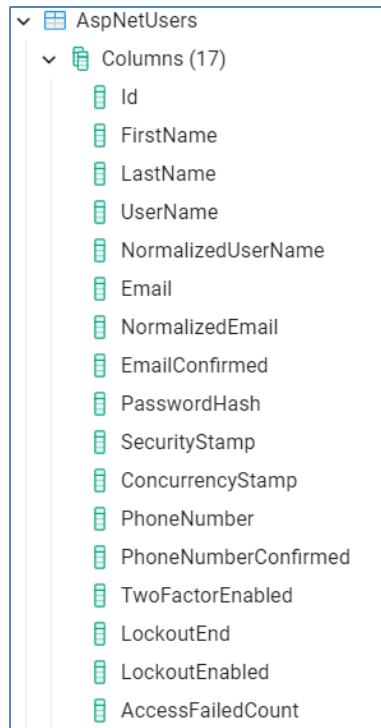 AspNetUsers
Columns (17)
Id
FirstName
LastName
UserName
NormalizedUserName
Email
NormalizedEmail
EmailConfirmed
PasswordHash
SecurityStamp
ConcurrencyStamp
PhoneNumber
PhoneNumberConfirmed
TwoFactorEnabled
LockoutEnd
LockoutEnabled
AccessFailedCount